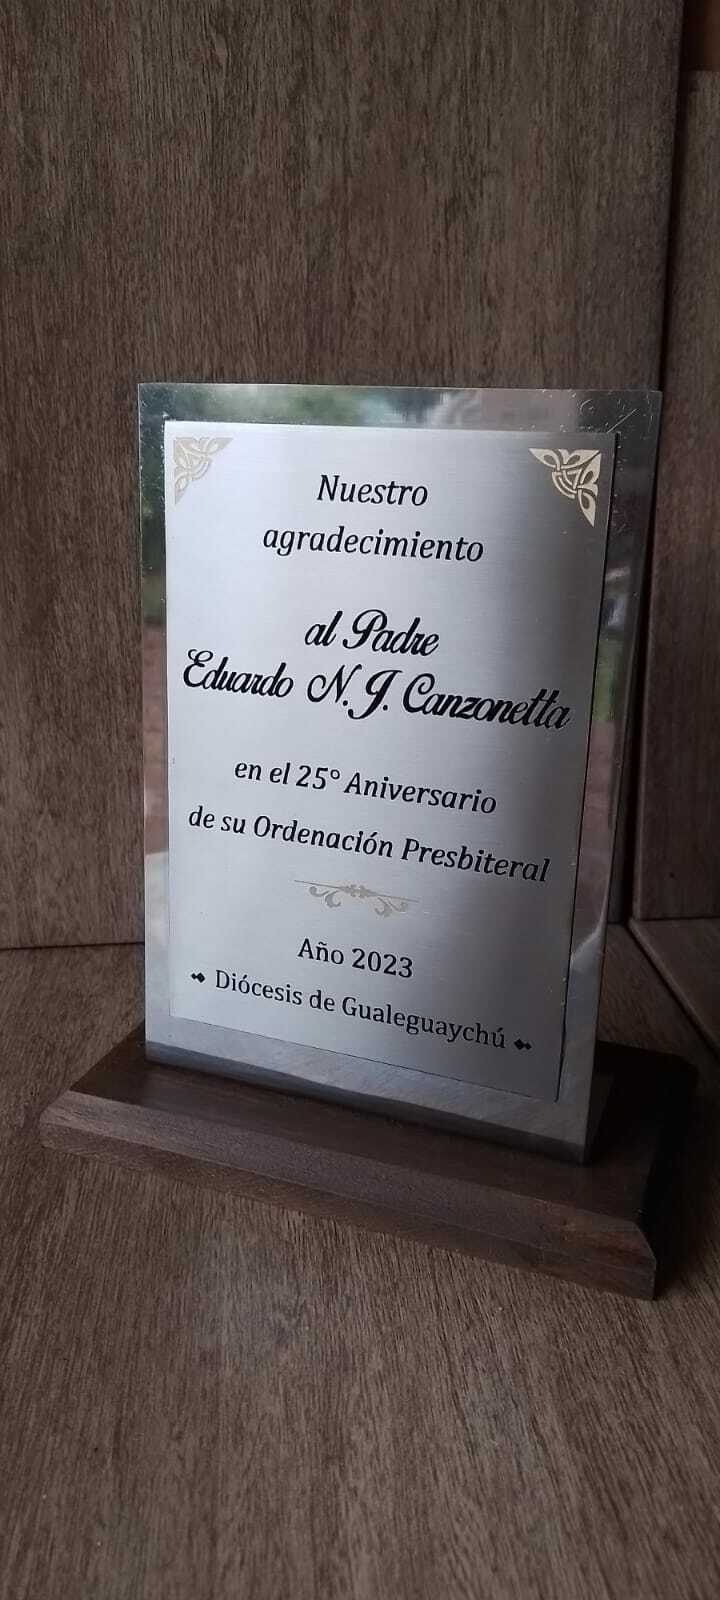 Nuestro
agradecimiento
al Padre
Eduardo N. J. Canzonetta
en el 25° Aniversario
de su Ordenación Presbiteral
Año 2023
Diócesis de Gualeguaychú